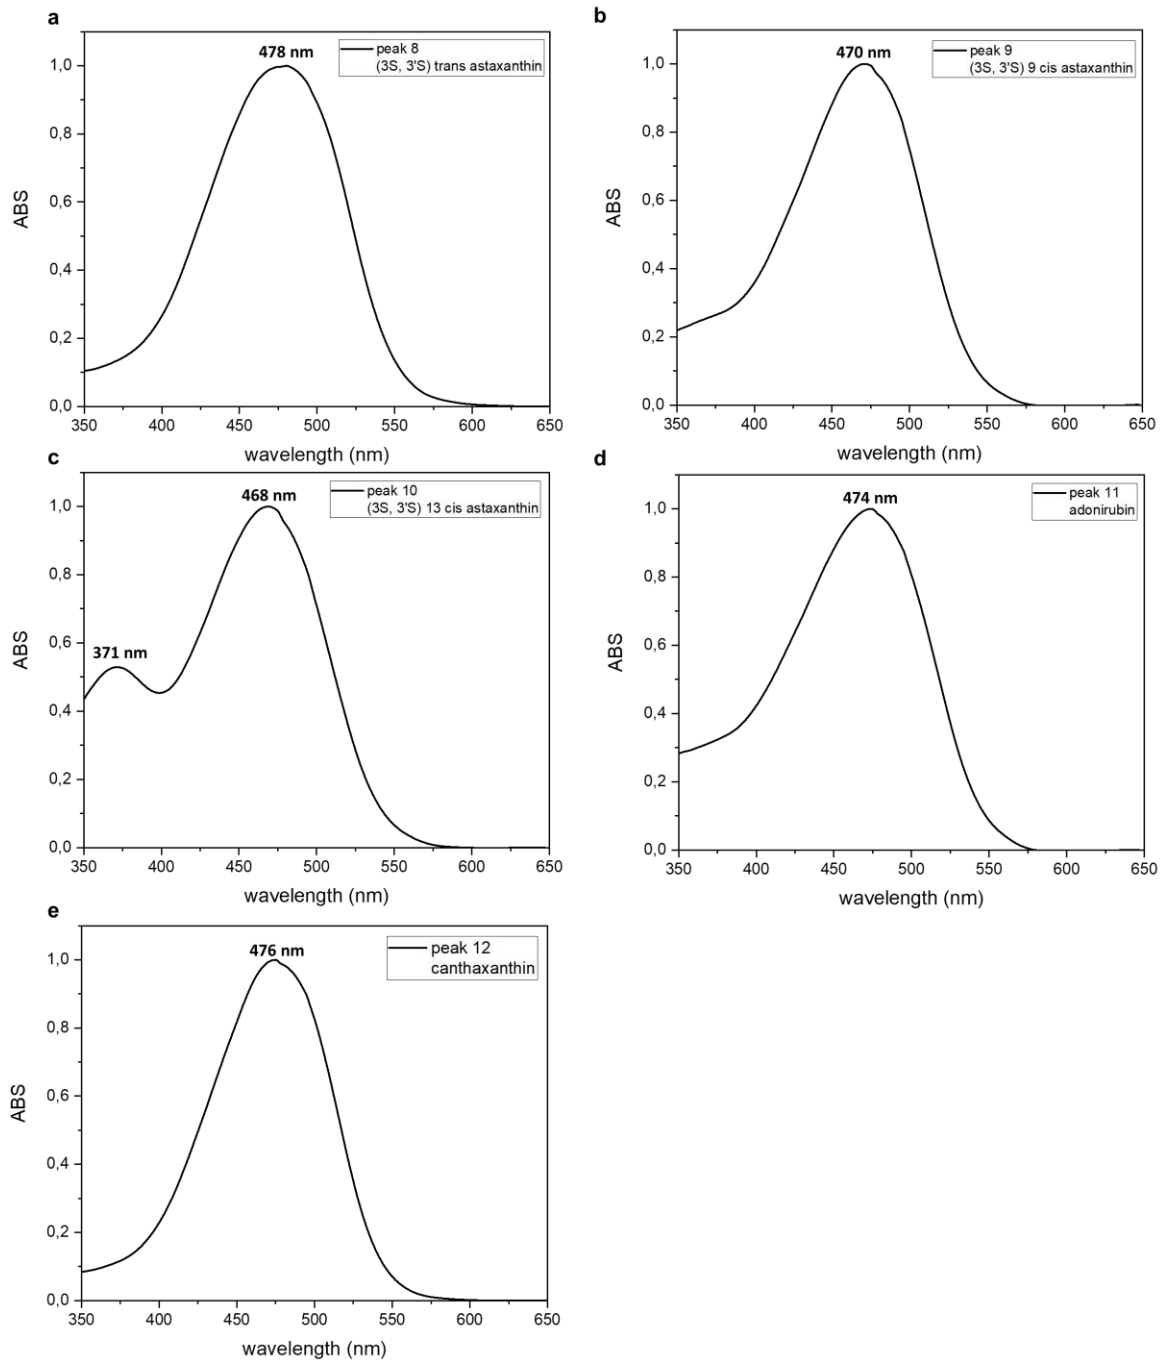 a
478 nm
peak 8
(3S, 3'S) trans astaxanthin
1,0
0,8
0,6
0,4
0,2
0,0
ABS
350 400 450 500 550 600 650
wavelength (nm)
b
470 nm
peak 9
(3S, 3'S) 9 cis astaxanthin
1,0
0,8
0,6
0,4
0,2
0,0
ABS
350 400 450 500 550 600 650
wavelength (nm)
c
468 nm
peak 10
(3S, 3'S) 13 cis astaxanthin
371 nm
1,0
0,8
0,6
0,4
0,2
0,0
ABS
350 400 450 500 550 600 650
wavelength (nm)
d
474 nm
peak 11
adonirubin
1,0
0,8
0,6
0,4
0,2
0,0
ABS
350 400 450 500 550 600 650
wavelength (nm)
e
476 nm
peak 12
canthaxanthin
1,0
0,8
0,6
0,4
0,2
0,0
ABS
350 400 450 500 550 600 650
wavelength (nm)